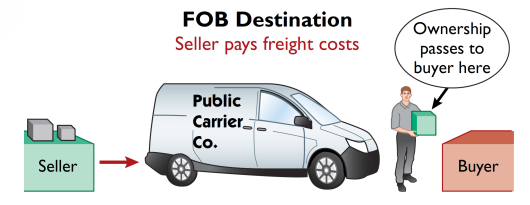 FOB Destination
Seller pays freight costs
Ownership
passes to
buyer here
Public
Carrier
Co.
Seller
Buyer